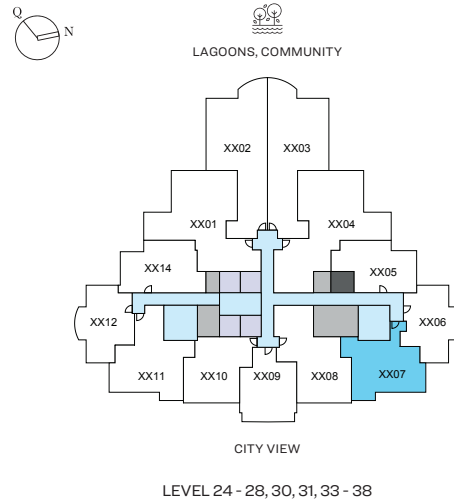 Q
N
LAGOONS, COMMUNITY
XX02 XX03
XX01 XX04
XX14 XX05
XX12 XX06
XX11 XX10 XX09 XX08 XX07
CITY VIEW
LEVEL 24 - 28, 30, 31, 33 - 38